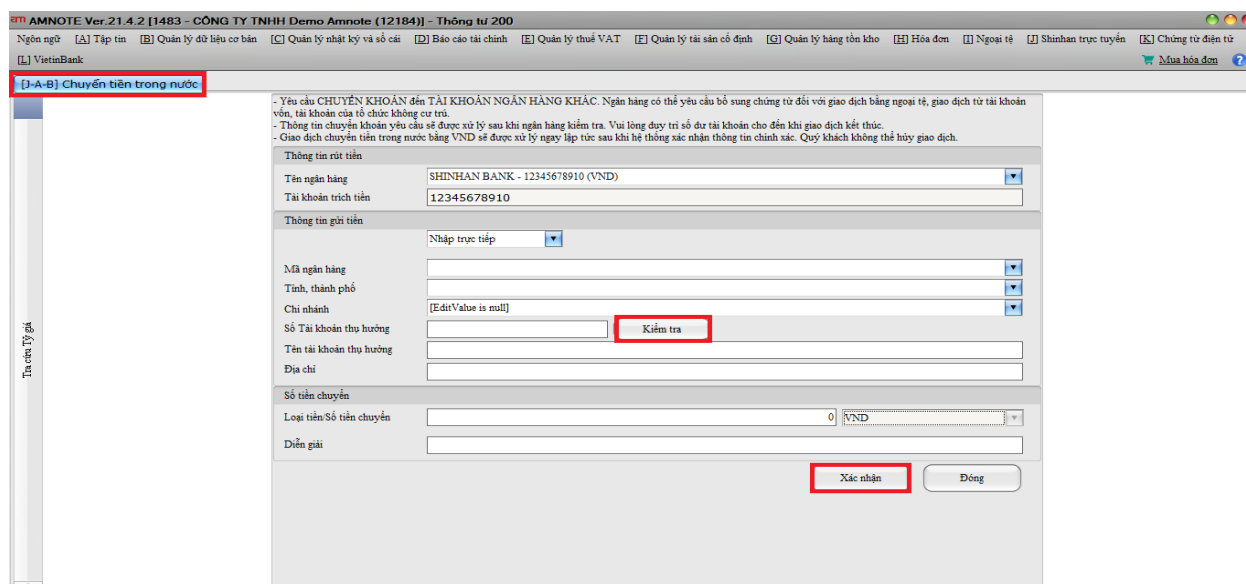 am AMNOTE Ver.21.4.2 [1483 - CÔNG TY TNHH Demo Amnote (12184)] - Thông tư 200
Ngôn ngữ [A] Tập tin [B] Quản lý dữ liệu cơ bản [C] Quản lý nhật ký và sổ cái [D] Báo cáo tài chính [E] Quản lý thuế VAT [F] Quản lý tài sản cố định [G] Quản lý hàng tồn kho [H] Hóa đơn [I] Ngoại tệ [J] Shinhan trực tuyến [K] Chứng từ điện tử
[L] VietinBank Mua hóa đơn ?
[J-A-B] Chuyển tiền trong nước
- Yêu cầu CHUYỂN KHOẢN đến TÀI KHOẢN NGÂN HÀNG KHÁC. Ngân hàng có thể yêu cầu bổ sung chứng từ đối với giao dịch bằng ngoại tệ, giao dịch từ tài khoản
vốn, tài khoản của tổ chức không cư trú.
- Thông tin chuyển khoản yêu cầu sẽ được xử lý sau khi ngân hàng kiểm tra. Vui lòng duy trì số dư tài khoản cho đến khi giao dịch kết thúc.
- Giao dịch chuyển tiền trong nước bằng VND sẽ được xử lý ngay lập tức sau khi hệ thống xác nhận thông tin chính xác. Quý khách không thể hủy giao dịch.
Thông tin rút tiền
Tên ngân hàng SHINHAN BANK - 12345678910 (VND)
Tài khoản trích tiền 12345678910
Thông tin gửi tiền
Nhập trực tiếp
Mã ngân hàng
Tỉnh, thành phố
Chi nhánh [EditValue is null]
Số Tài khoản thụ hưởng Kiểm tra
Tên tài khoản thụ hưởng
Địa chỉ
Tra cứu Tỷ giá
Số tiền chuyển
Loại tiền/Số tiền chuyển 0 VND
Diễn giải
Xác nhận Đóng